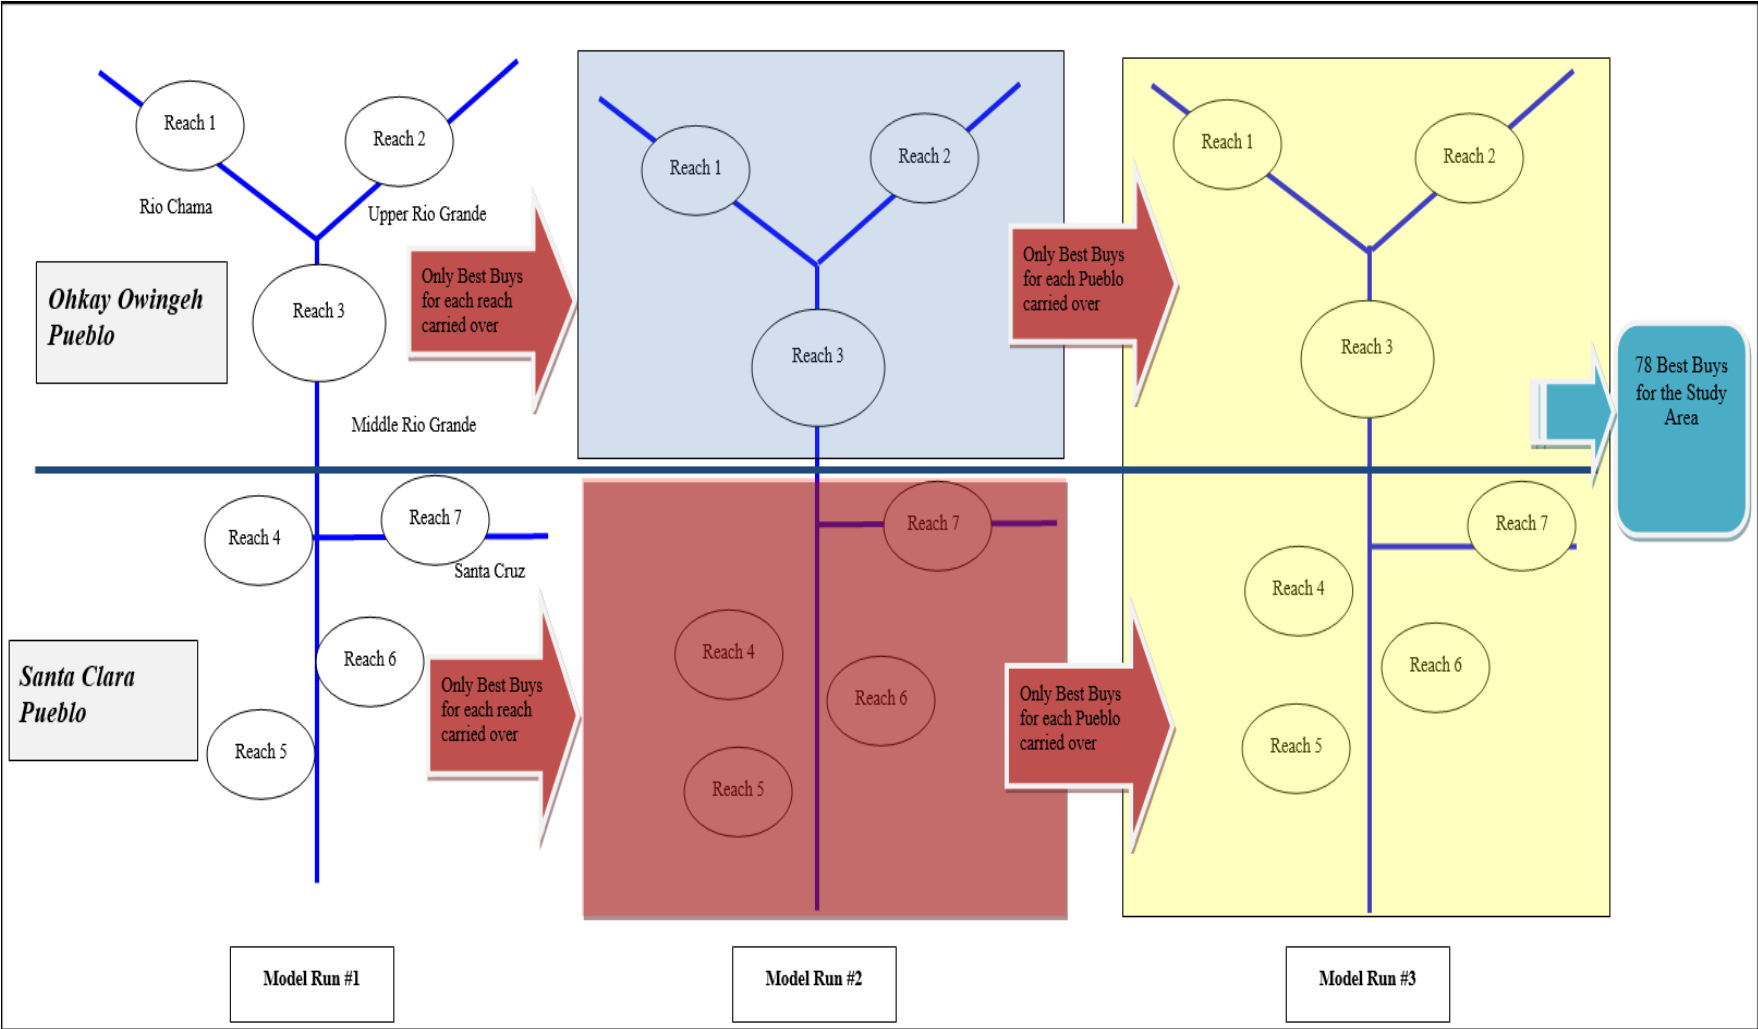 Reach 1
Reach 2
Rio Chama
Upper Rio Grande
Ohkay Owingeh
Pueblo
Reach 3
Middle Rio Grande
Only Best Buys
for each reach
carried over
Reach 4
Reach 7
Santa Cruz
Santa Clara
Pueblo
Reach 6
Reach 5
Only Best Buys
for each reach
carried over
Model Run #1
Reach 1
Reach 2
Reach 3
Only Best Buys
for each Pueblo
carried over
Reach 7
Reach 4
Reach 6
Reach 5
Only Best Buys
for each Pueblo
carried over
Model Run #2
Reach 1
Reach 2
Reach 3
Reach 7
Reach 4
Reach 6
Reach 5
Model Run #3
78 Best Buys
for the Study
Area